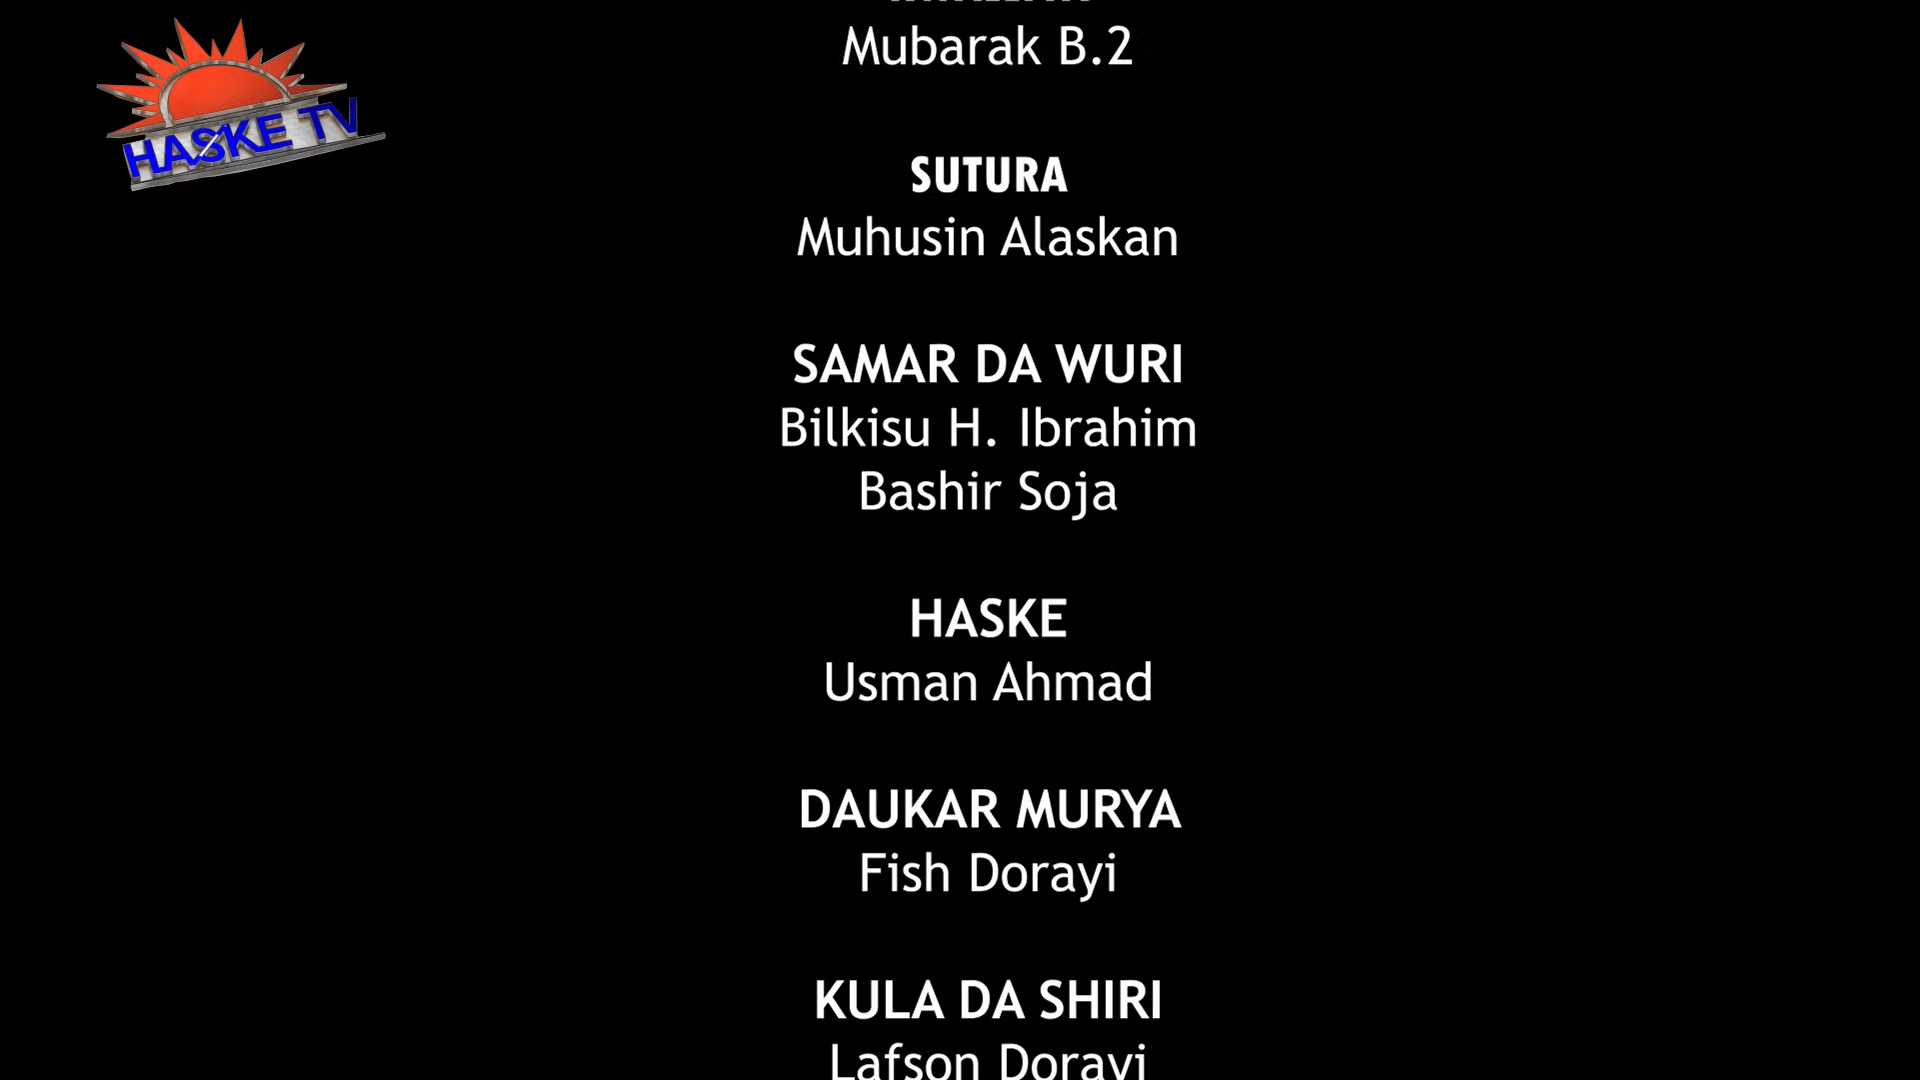 HASKE TV
Mubarak B.2
SUTURA
Muhusin Alaskan
SAMAR DA WURI
Bilkisu H. Ibrahim
Bashir Soja
HASKE
Usman Ahmad
DAUKAR MURYA
Fish Dorayi
KULA DA SHIRI
Lafson Dorayi